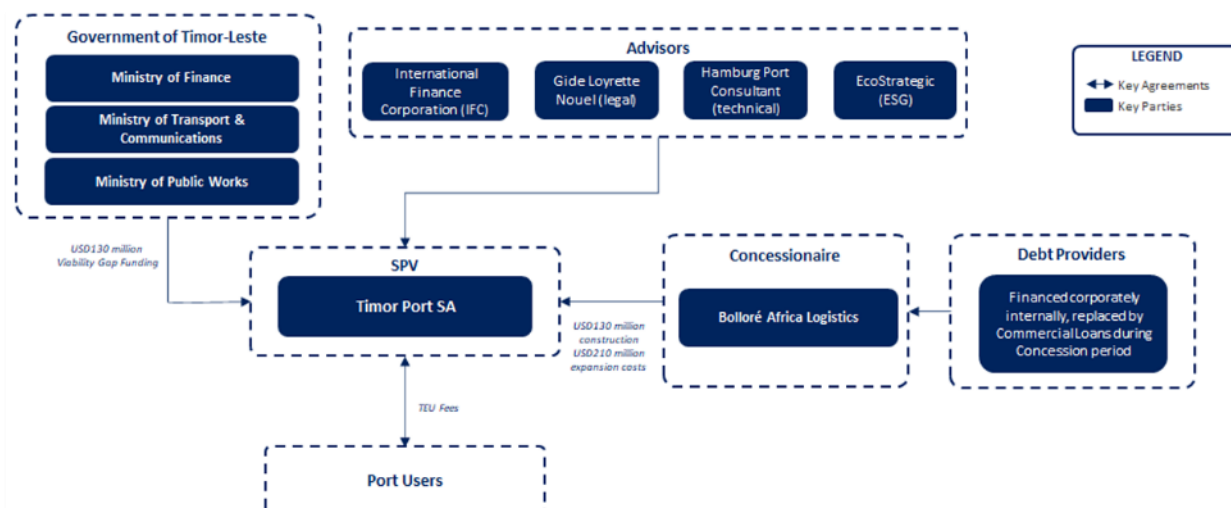 Government of Timor-Leste
Ministry of Finance
Ministry of Transport &
Communications
Ministry of Public Works
Advisors
International
Finance
Corporation (IFC)
Gide Loyrette
Nouel (legal)
Hamburg Port
Consultant
(technical)
EcoStrategic
(ESG)
LEGEND
Key Agreements
Key Parties
USD130 million
Viability Gap Funding
SPV
Timor Port SA
USD130 million
construction
USD210 million
expansion costs
Concessionaire
Bolloré Africa Logistics
Debt Providers
Financed corporately
internally, replaced by
Commercial Loans during
Concession period
TEU Fees
Port Users